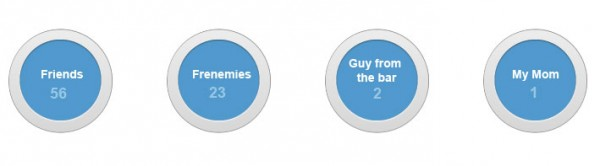 Friends
56
Frenemies
23
Guy from
the bar
2
My Mom
1